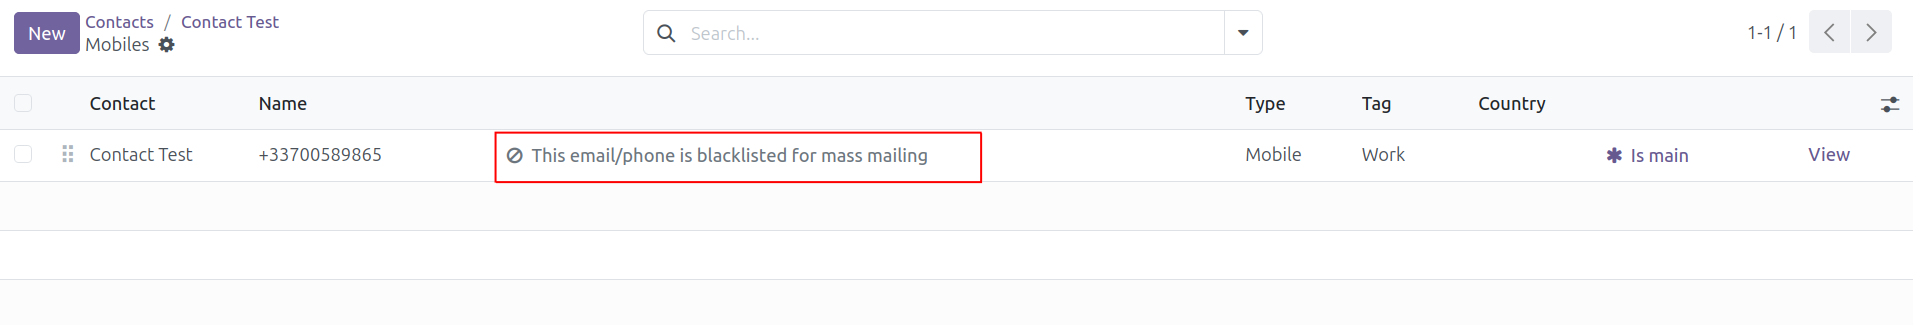 New
Contacts / Contact Test
Mobiles
Search...
1-1 / 1
Contact Name Type Tag Country
Contact Test +33700589865 This email/phone is blacklisted for mass mailing Mobile Work Is main View